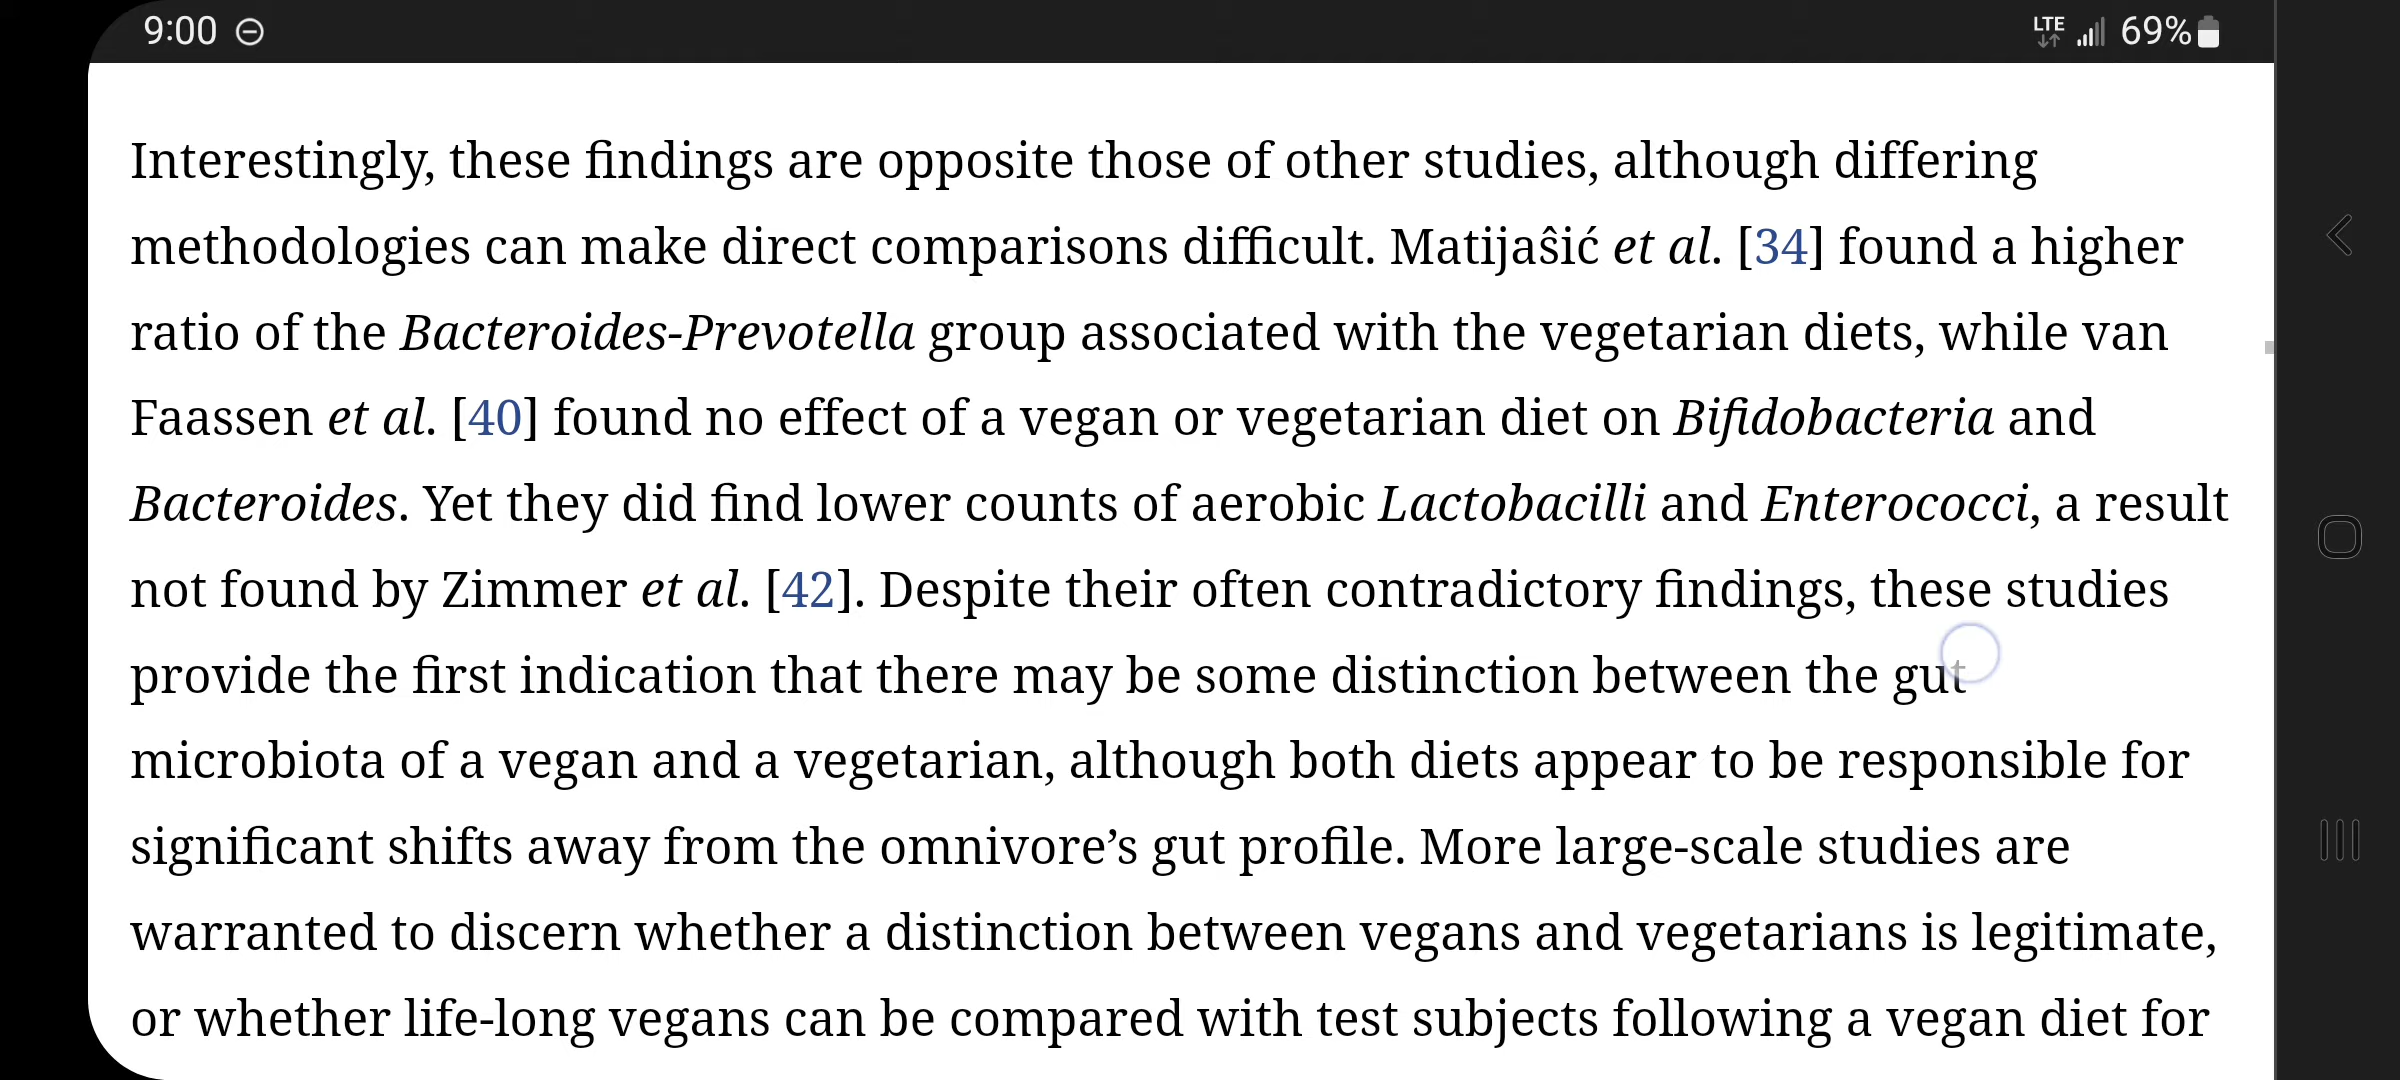 9:00
LTE 69%
Interestingly, these findings are opposite those of other studies, although differing
methodologies can make direct comparisons difficult. Matijaŝić et al. [34] found a higher
ratio of the Bacteroides-Prevotella group associated with the vegetarian diets, while van
Faassen et al. [40] found no effect of a vegan or vegetarian diet on Bifidobacteria and
Bacteroides. Yet they did find lower counts of aerobic Lactobacilli and Enterococci, a result
not found by Zimmer et al. [42]. Despite their often contradictory findings, these studies
provide the first indication that there may be some distinction between the gut
microbiota of a vegan and a vegetarian, although both diets appear to be responsible for
significant shifts away from the omnivore’s gut profile. More large-scale studies are
warranted to discern whether a distinction between vegans and vegetarians is legitimate,
or whether life-long vegans can be compared with test subjects following a vegan diet for